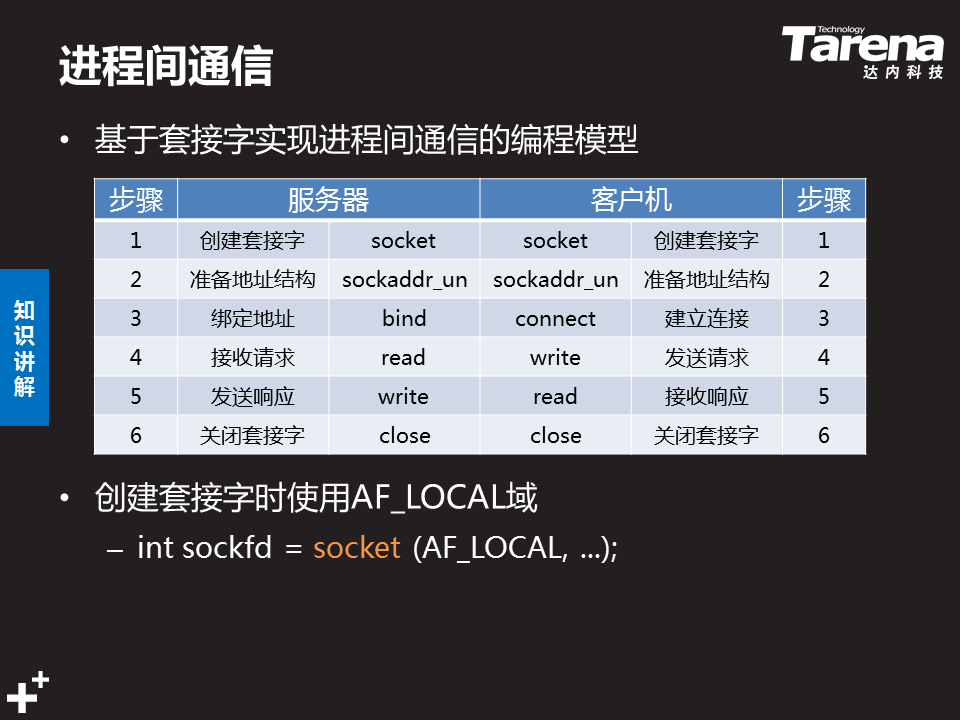 进程间通信
Technology
Tarena
达内科技
• 基于套接字实现进程间通信的编程模型
步骤 服务器 客户机 步骤
1 创建套接字 socket socket 创建套接字 1
2 准备地址结构 sockaddr_un sockaddr_un 准备地址结构 2
3 绑定地址 bind connect 建立连接 3
4 接收请求 read write 发送请求 4
5 发送响应 write read 接收响应 5
6 关闭套接字 close close 关闭套接字 6
知识讲解
• 创建套接字时使用AF_LOCAL域
– int sockfd = socket (AF_LOCAL, ...);